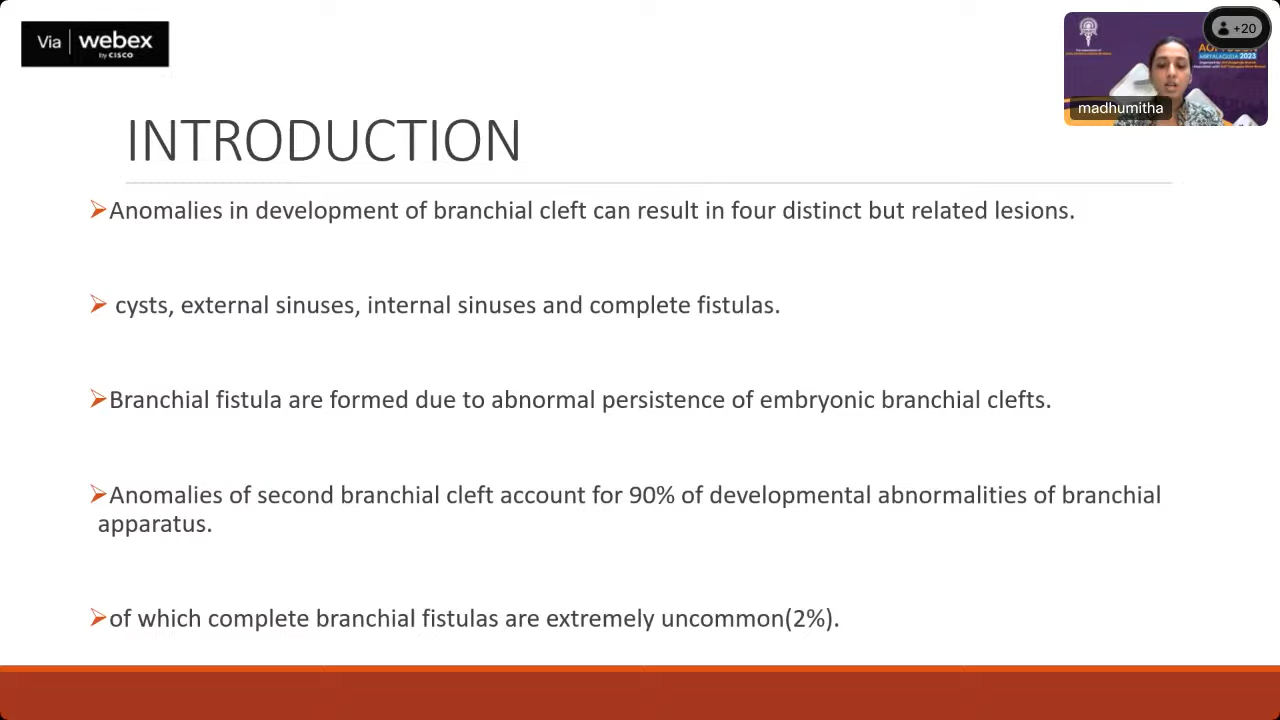 Via webex
by CISCO
+20
madhumitha
2023
INTRODUCTION
➤Anomalies in development of branchial cleft can result in four distinct but related lesions.
➤ cysts, external sinuses, internal sinuses and complete fistulas.
➤Branchial fistula are formed due to abnormal persistence of embryonic branchial clefts.
➤Anomalies of second branchial cleft account for 90% of developmental abnormalities of branchial
apparatus.
➤of which complete branchial fistulas are extremely uncommon(2%).